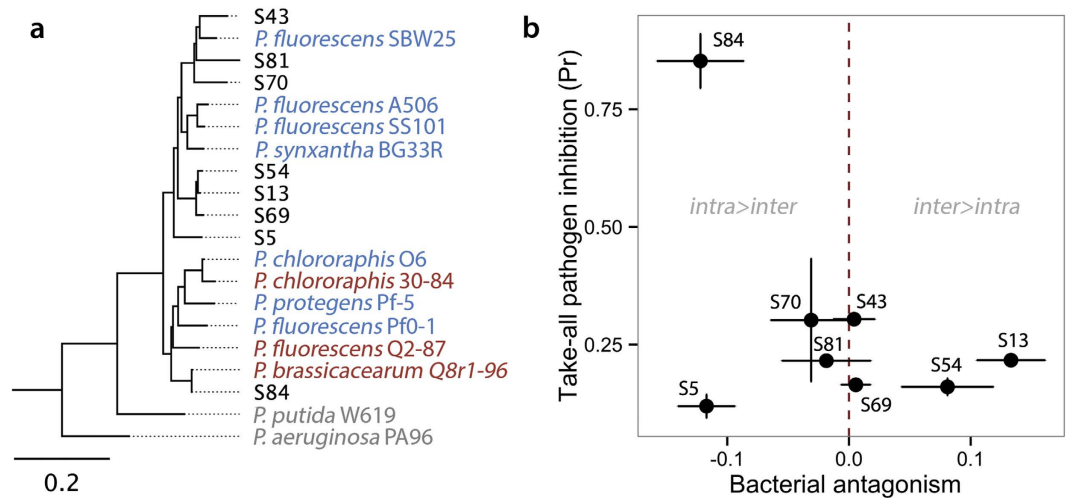 a
S43
P. fluorescens SBW25
S81
S70
P. fluorescens A506
P. fluorescens SS101
P. synxantha BG33R
S54
S13
S69
S5
P. chlororaphis O6
P. chlororaphis 30-84
P. protegens Pf-5
P. fluorescens Pf0-1
P. fluorescens Q2-87
P. brassicacearum Q8r1-96
S84
P. putida W619
P. aeruginosa PA96
0.2
b
Take-all pathogen inhibition (Pr)
0.75
0.50
0.25
S84
intra>inter
inter>intra
S70
S43
S81
S13
S54
S5
S69
-0.1
0.0
0.1
Bacterial antagonism